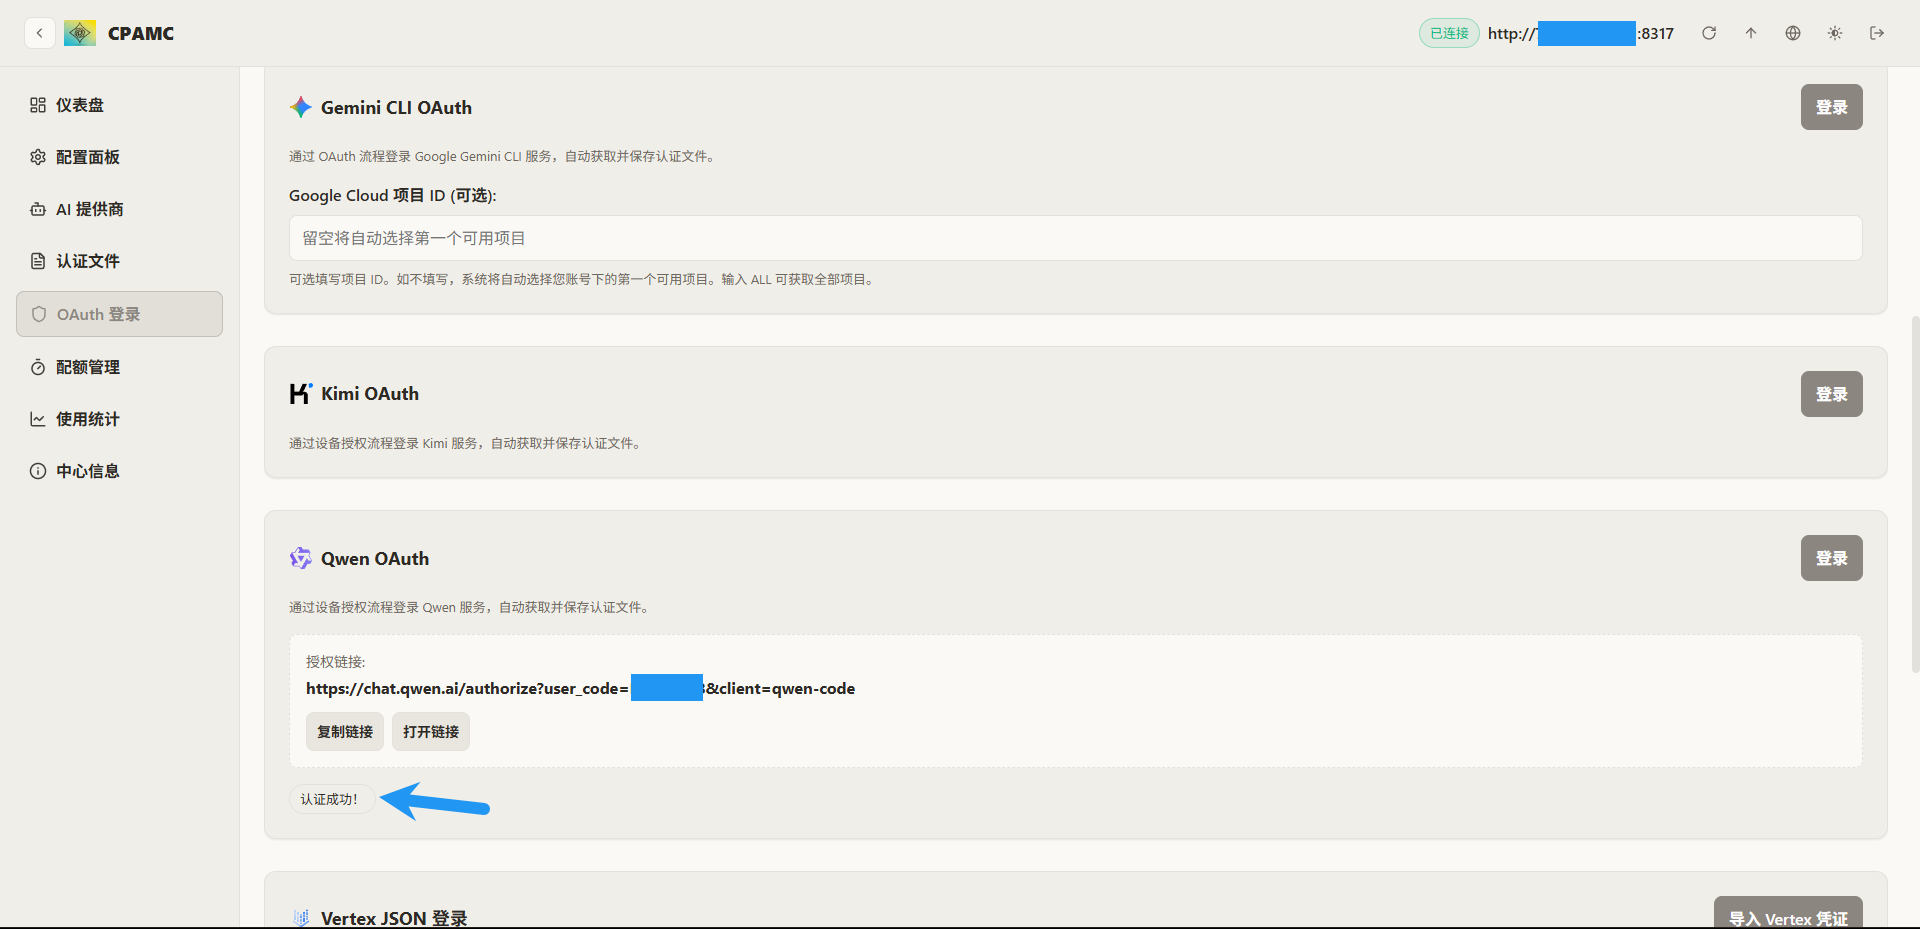 CPAMC
已连接
http://
:8317
仪表盘
配置面板
AI 提供商
认证文件
OAuth 登录
配额管理
使用统计
中心信息
Gemini CLI OAuth
登录
通过 OAuth 流程登录 Google Gemini CLI 服务，自动获取并保存认证文件。
Google Cloud 项目 ID (可选):
留空将自动选择第一个可用项目
可选填写项目 ID。如不填写，系统将自动选择您账号下的第一个可用项目。输入 ALL 可获取全部项目。
Kimi OAuth
登录
通过设备授权流程登录 Kimi 服务，自动获取并保存认证文件。
Qwen OAuth
登录
通过设备授权流程登录 Qwen 服务，自动获取并保存认证文件。
授权链接:
https://chat.qwen.ai/authorize?user_code= &client=qwen-code
复制链接
打开链接
认证成功！
Vertex JSON 登录
导入 Vertex 凭证